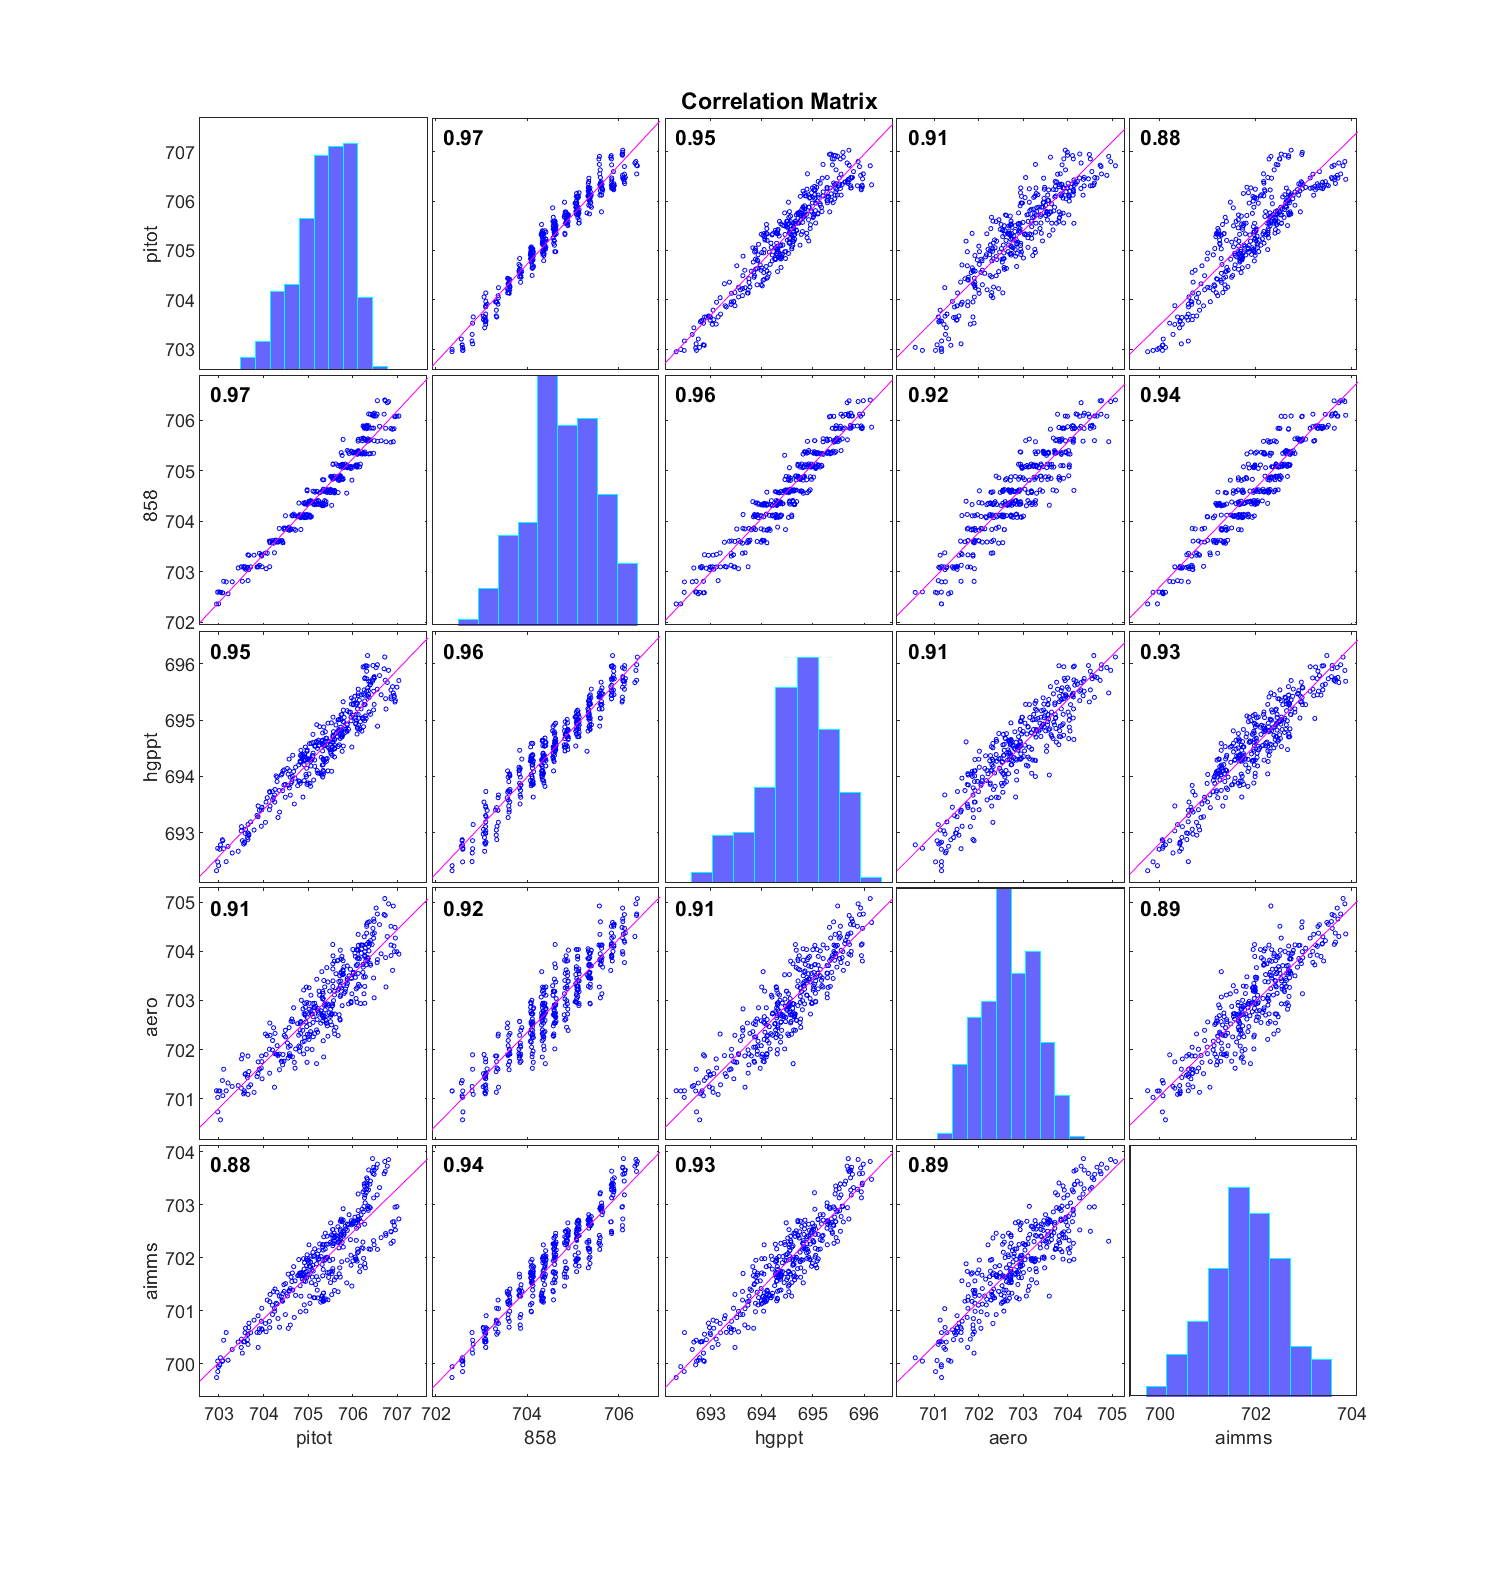 Correlation Matrix
0.97 0.95 0.91 0.88
707
706
705
704
703
pitot
0.97 0.96 0.92 0.94
706
705
704
703
702
858
0.95 0.96 0.91 0.93
696
695
694
693
hgppt
0.91 0.92 0.91 0.89
705
704
703
702
701
aero
0.88 0.94 0.93 0.89
704
703
702
701
700
aimms
703 704 705 706 707 702 704 706 693 694 695 696 701 702 703 704 705 700 702 704
pitot 858 hgppt aero aimms